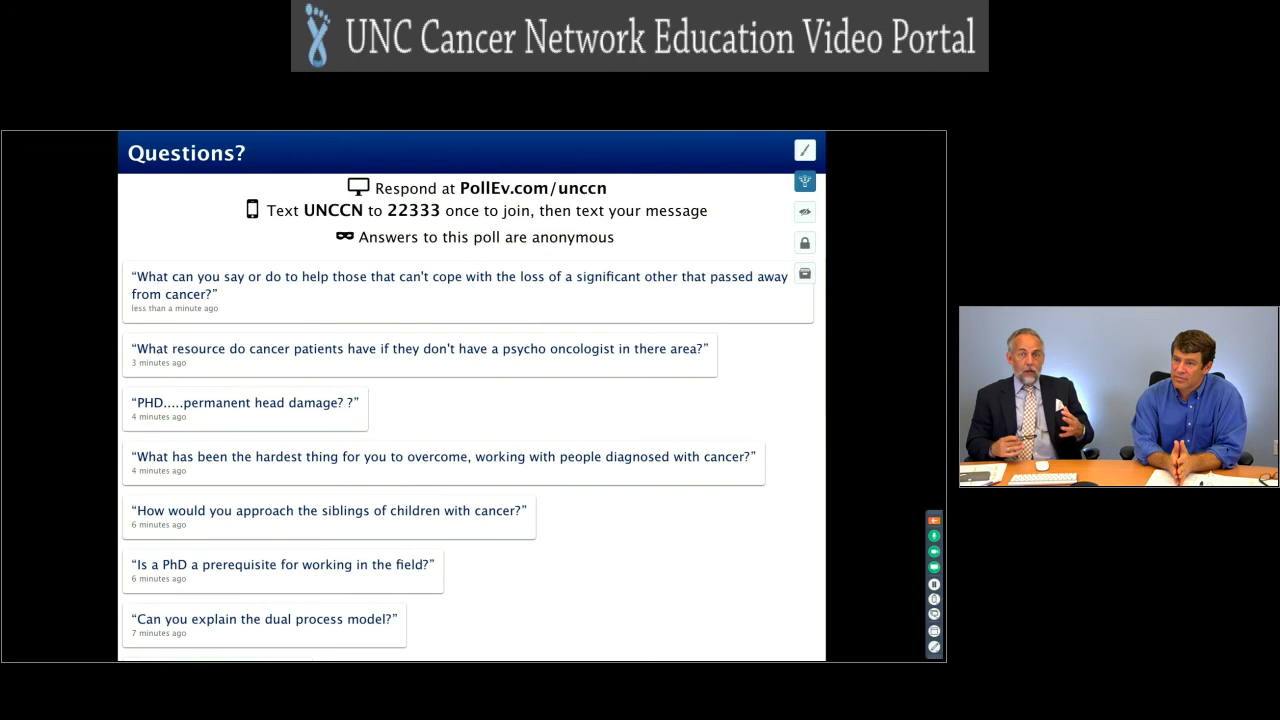 UNC Cancer Network Education Video Portal
Questions?
Respond at PollEv.com/unccn
Text UNCCN to 22333 once to join, then text your message
Answers to this poll are anonymous
“What can you say or do to help those that can't cope with the loss of a significant other that passed away
from cancer?”
less than a minute ago
“What resource do cancer patients have if they don't have a psycho oncologist in there area?”
3 minutes ago
“PHD.....permanent head damage? ?”
4 minutes ago
“What has been the hardest thing for you to overcome, working with people diagnosed with cancer?”
4 minutes ago
“How would you approach the siblings of children with cancer?”
6 minutes ago
“Is a PhD a prerequisite for working in the field?”
6 minutes ago
“Can you explain the dual process model?”
7 minutes ago